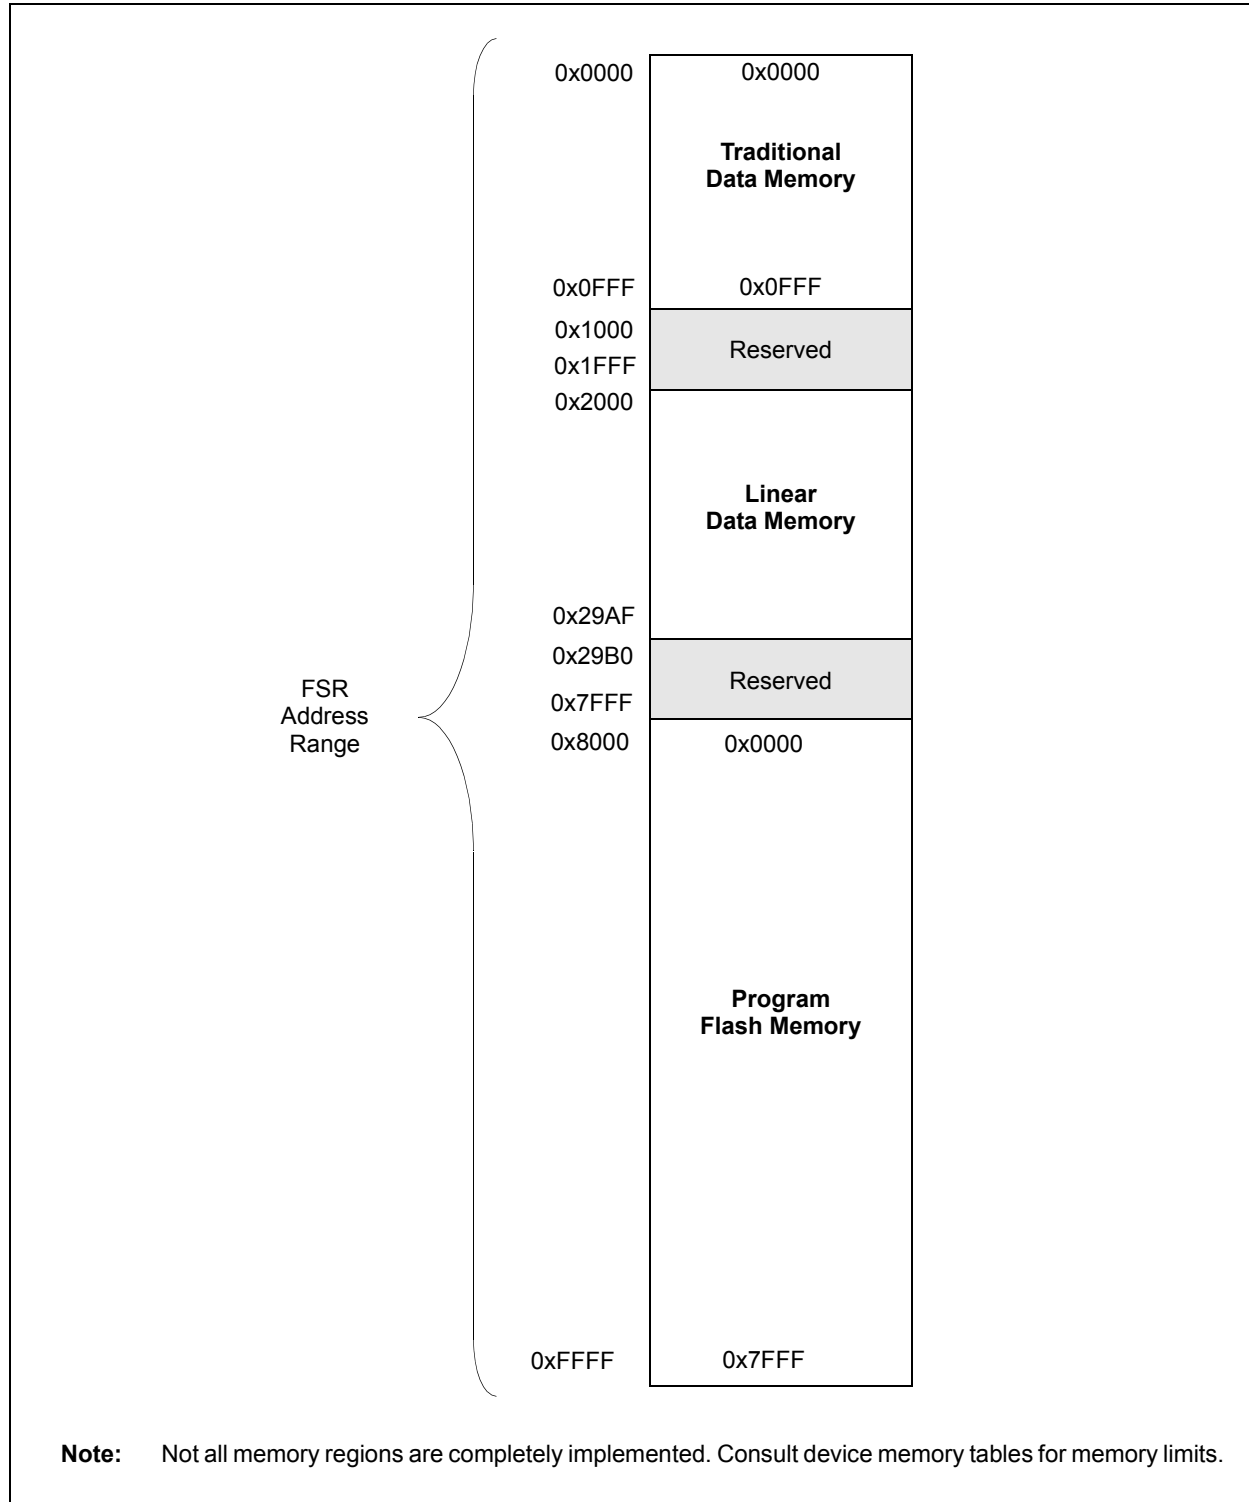 0x0000 0x0000
Traditional
Data Memory
0x0FFF 0x0FFF
0x1000
Reserved
0x1FFF
0x2000
Linear
Data Memory
0x29AF
0x29B0
Reserved
FSR
Address
Range
0x7FFF
0x8000 0x0000
Program
Flash Memory
0xFFFF 0x7FFF
Note: Not all memory regions are completely implemented. Consult device memory tables for memory limits.